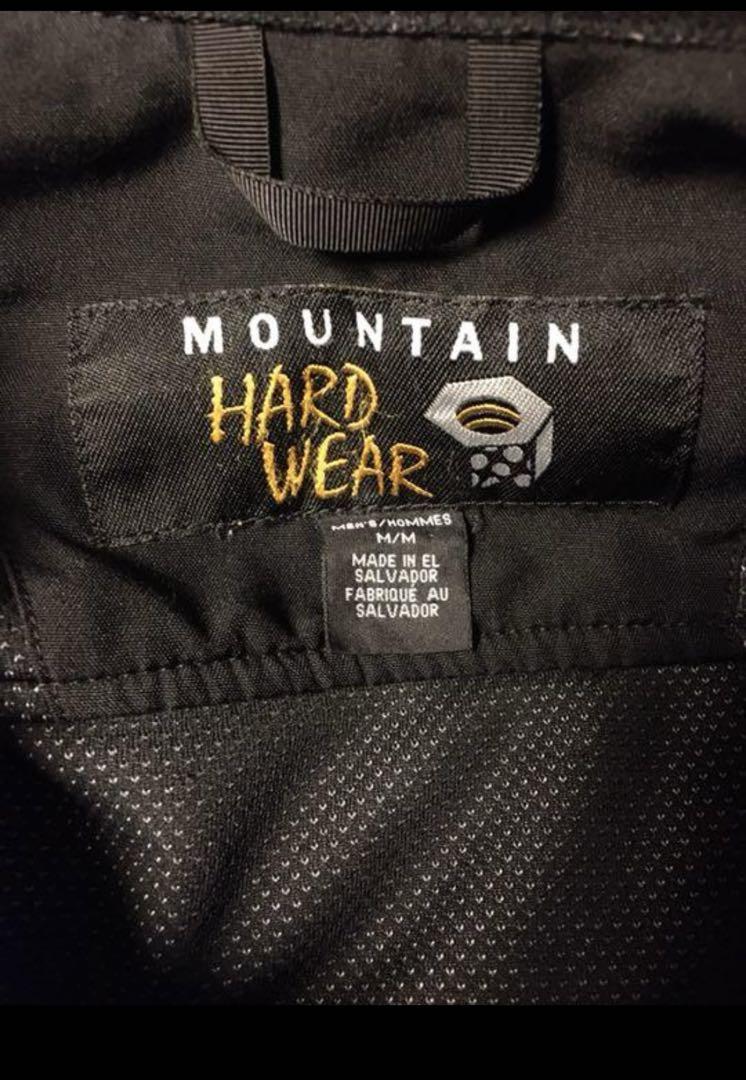 MOUNTAIN
HARD
WEAR
MEN'S/HOMMES
M/M
MADE IN EL
SALVADOR
FABRIQUÉ AU
SALVADOR